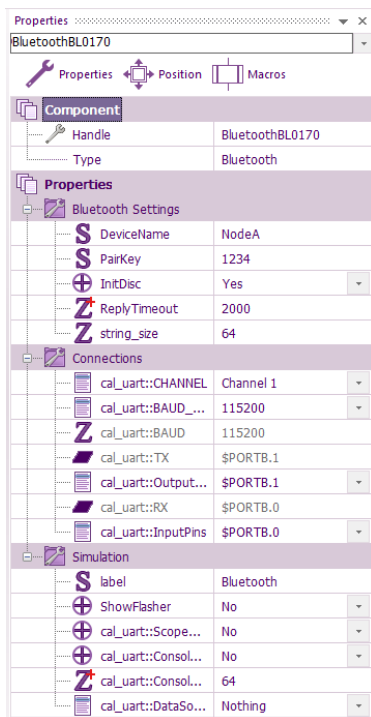 Properties
BluetoothBL0170
Properties Position Macros
Component
Handle BluetoothBL0170
Type Bluetooth
Properties
Bluetooth Settings
DeviceName NodeA
PairKey 1234
InitDisc Yes
ReplyTimeout 2000
string_size 64
Connections
cal_uart::CHANNEL Channel 1
cal_uart::BAUD_... 115200
cal_uart::BAUD 115200
cal_uart::TX $PORTB.1
cal_uart::Output... $PORTB.1
cal_uart::RX $PORTB.0
cal_uart::InputPins $PORTB.0
Simulation
label Bluetooth
ShowFlasher No
cal_uart::Scope... No
cal_uart::Consol... No
cal_uart::Consol... 64
cal_uart::DataSo... Nothing